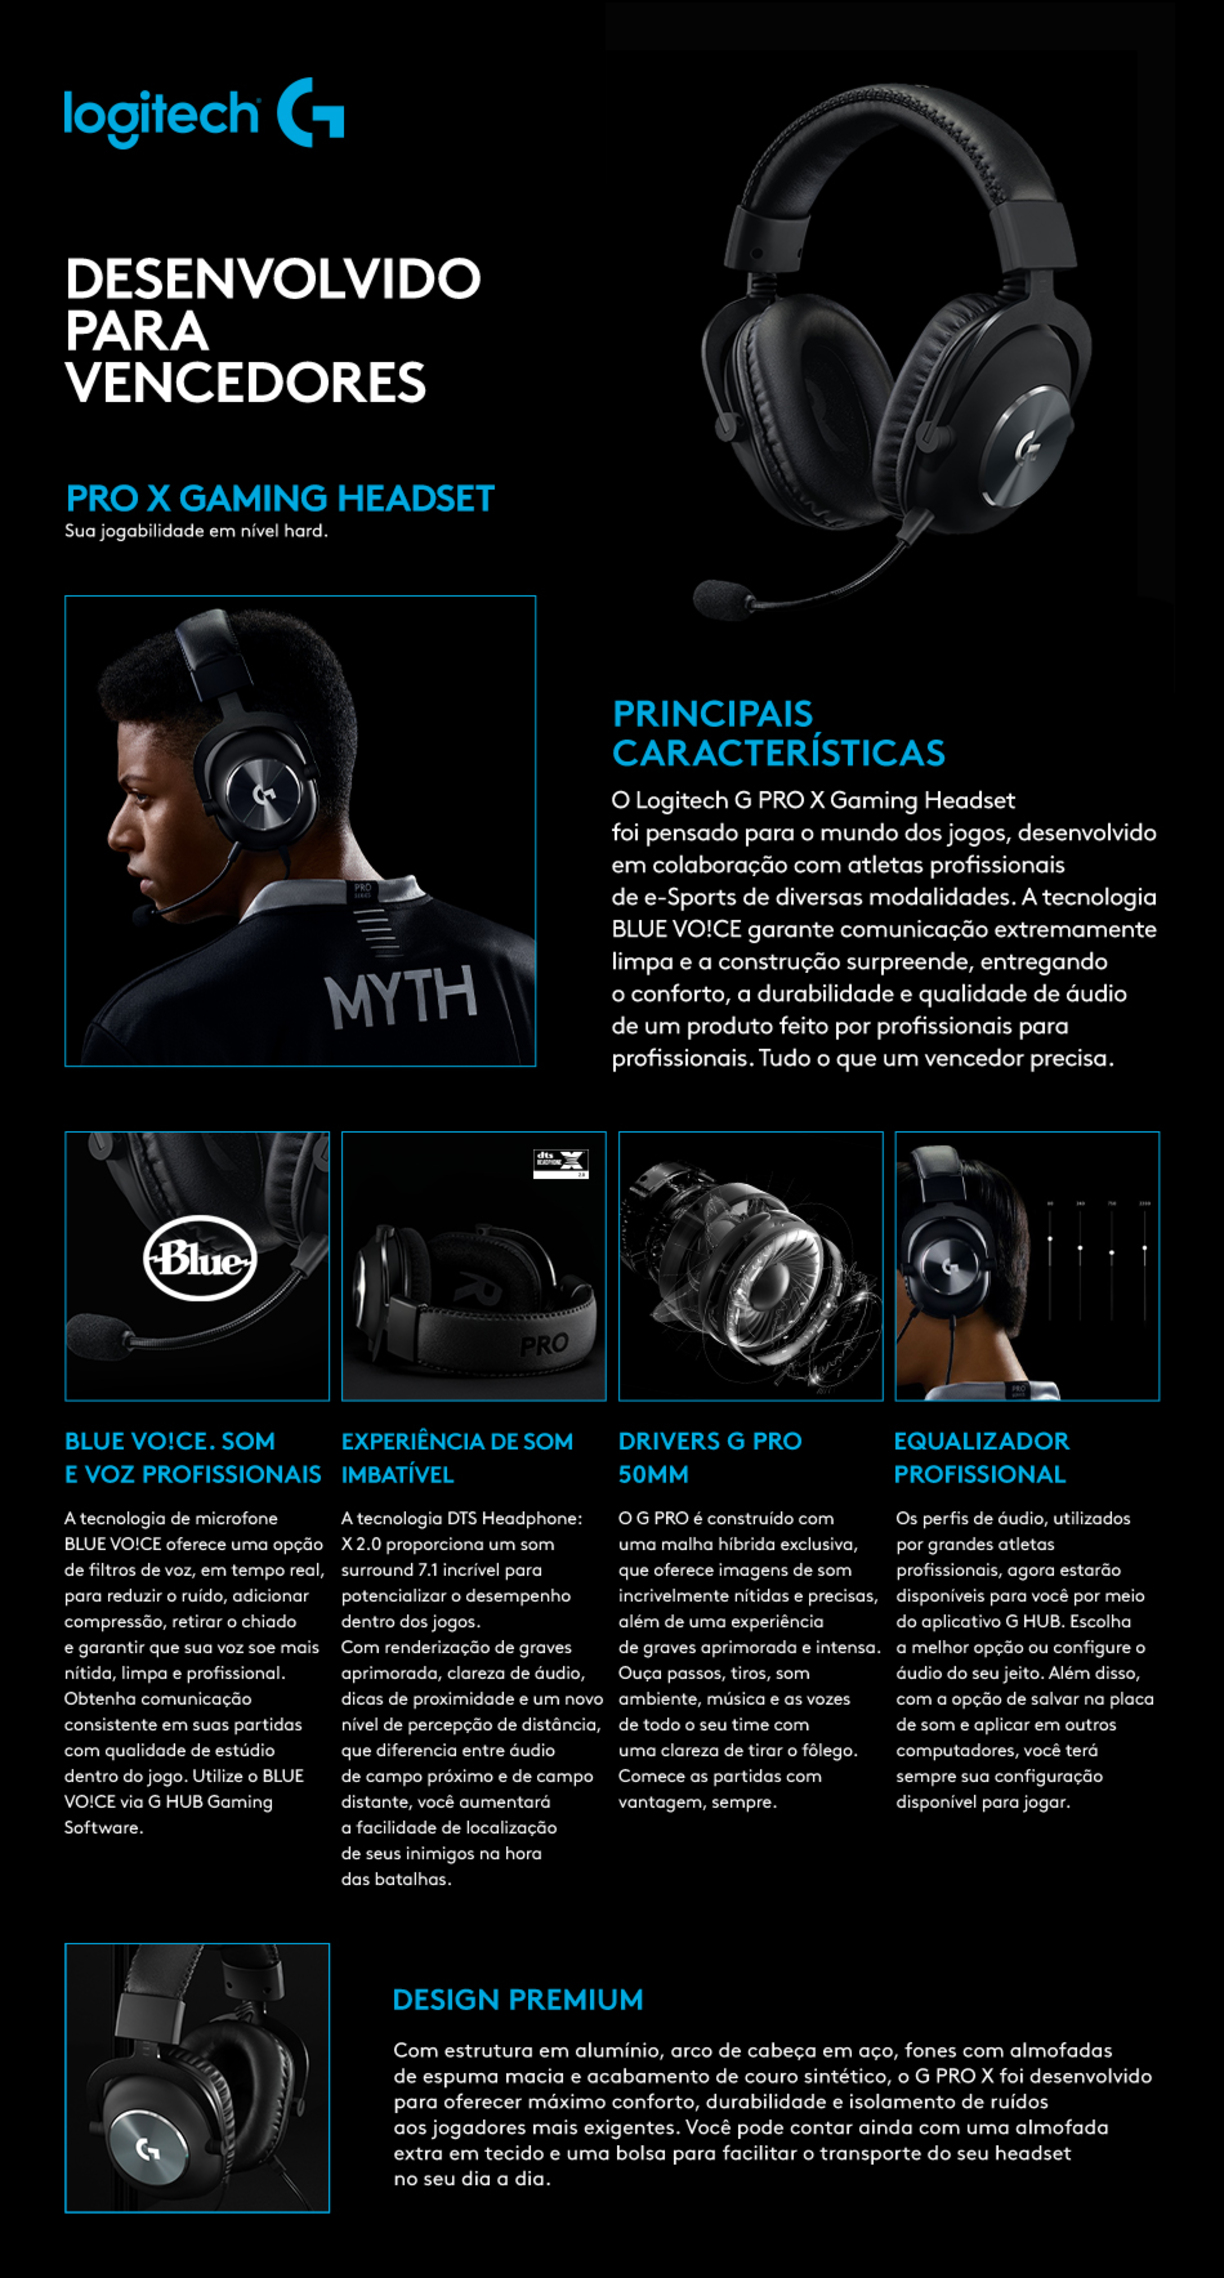 logitech G
DESENVOLVIDO
PARA
VENCEDORES
PRO X GAMING HEADSET
Sua jogabilidade em nível hard.
PRO
MYTH
PRINCIPAIS
CARACTERÍSTICAS
O Logitech G PRO X Gaming Headset
foi pensado para o mundo dos jogos, desenvolvido
em colaboração com atletas profissionais
de e-Sports de diversas modalidades. A tecnologia
BLUE VO!CE garante comunicação extremamente
limpa e a construção surpreende, entregando
o conforto, a durabilidade e qualidade de áudio
de um produto feito por profissionais para
profissionais. Tudo o que um vencedor precisa.
Blue
dts
HEADPHONE X
2.0
R
PRO
PRO
BLUE VO!CE. SOM
E VOZ PROFISSIONAIS
A tecnologia de microfone
BLUE VO!CE oferece uma opção
de filtros de voz, em tempo real,
para reduzir o ruído, adicionar
compressão, retirar o chiado
e garantir que sua voz soe mais
nítida, limpa e profissional.
Obtenha comunicação
consistente em suas partidas
com qualidade de estúdio
dentro do jogo. Utilize o BLUE
VO!CE via G HUB Gaming
Software.
EXPERIÊNCIA DE SOM
IMBATÍVEL
A tecnologia DTS Headphone:
X 2.0 proporciona um som
surround 7.1 incrível para
potencializar o desempenho
dentro dos jogos.
Com renderização de graves
aprimorada, clareza de áudio,
dicas de proximidade e um novo
nível de percepção de distância,
que diferencia entre áudio
de campo próximo e de campo
distante, você aumentará
a facilidade de localização
de seus inimigos na hora
das batalhas.
DRIVERS G PRO
50MM
O G PRO é construído com
uma malha híbrida exclusiva,
que oferece imagens de som
incrivelmente nítidas e precisas,
além de uma experiência
de graves aprimorada e intensa.
Ouça passos, tiros, som
ambiente, música e as vozes
de todo o seu time com
uma clareza de tirar o fôlego.
Comece as partidas com
vantagem, sempre.
EQUALIZADOR
PROFISSIONAL
Os perfis de áudio, utilizados
por grandes atletas
profissionais, agora estarão
disponíveis para você por meio
do aplicativo G HUB. Escolha
a melhor opção ou configure o
áudio do seu jeito. Além disso,
com a opção de salvar na placa
de som e aplicar em outros
computadores, você terá
sempre sua configuração
disponível para jogar.
DESIGN PREMIUM
Com estrutura em alumínio, arco de cabeça em aço, fones com almofadas
de espuma macia e acabamento de couro sintético, o G PRO X foi desenvolvido
para oferecer máximo conforto, durabilidade e isolamento de ruídos
aos jogadores mais exigentes. Você pode contar ainda com uma almofada
extra em tecido e uma bolsa para facilitar o transporte do seu headset
no seu dia a dia.